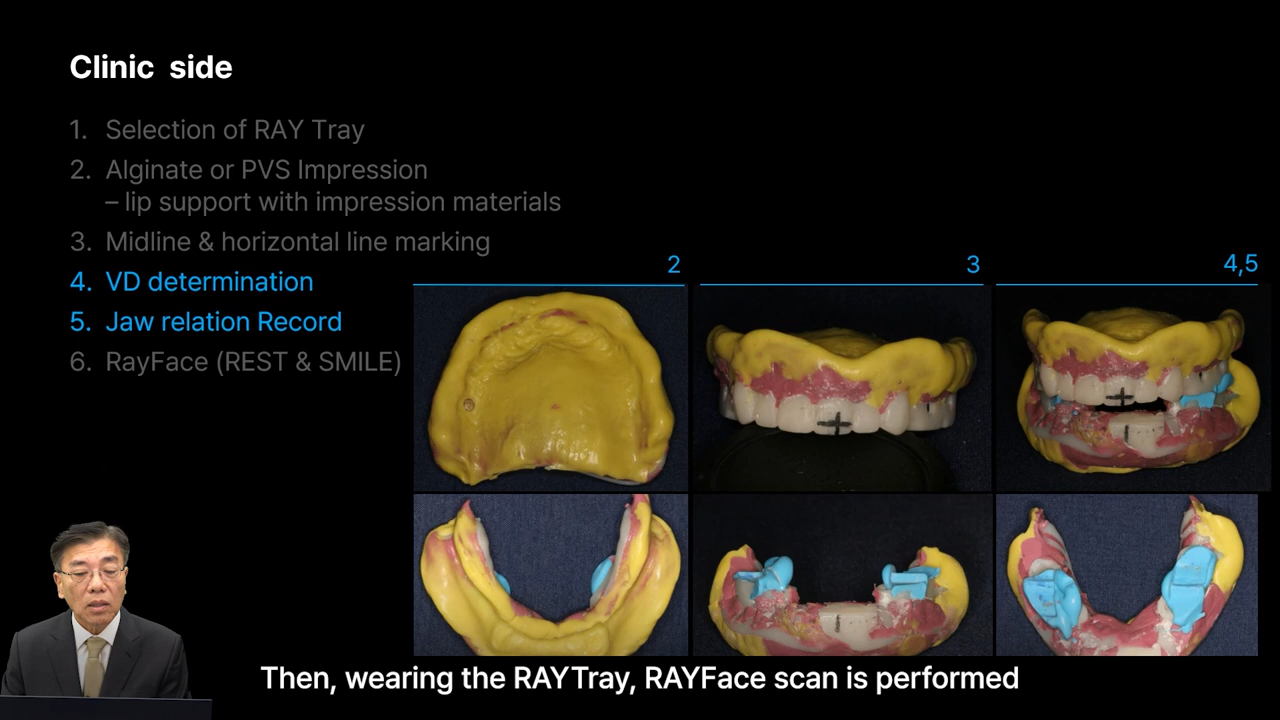 Clinic side
1. Selection of RAY Tray
2. Alginate or PVS Impression
– lip support with impression materials
3. Midline & horizontal line marking
4. VD determination
5. Jaw relation Record
6. RayFace (REST & SMILE)
2
3
4,5
Then, wearing the RAYTray, RAYFace scan is performed